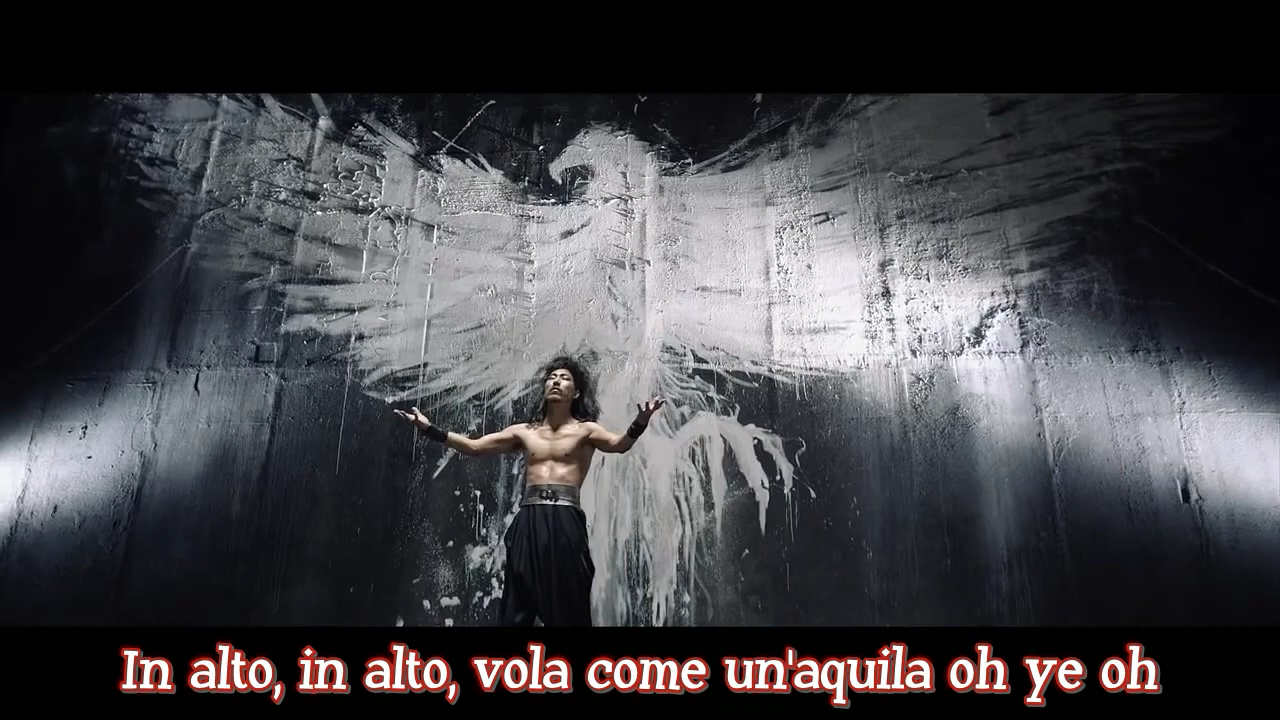 In alto, in alto, vola come un'aquila oh ye oh